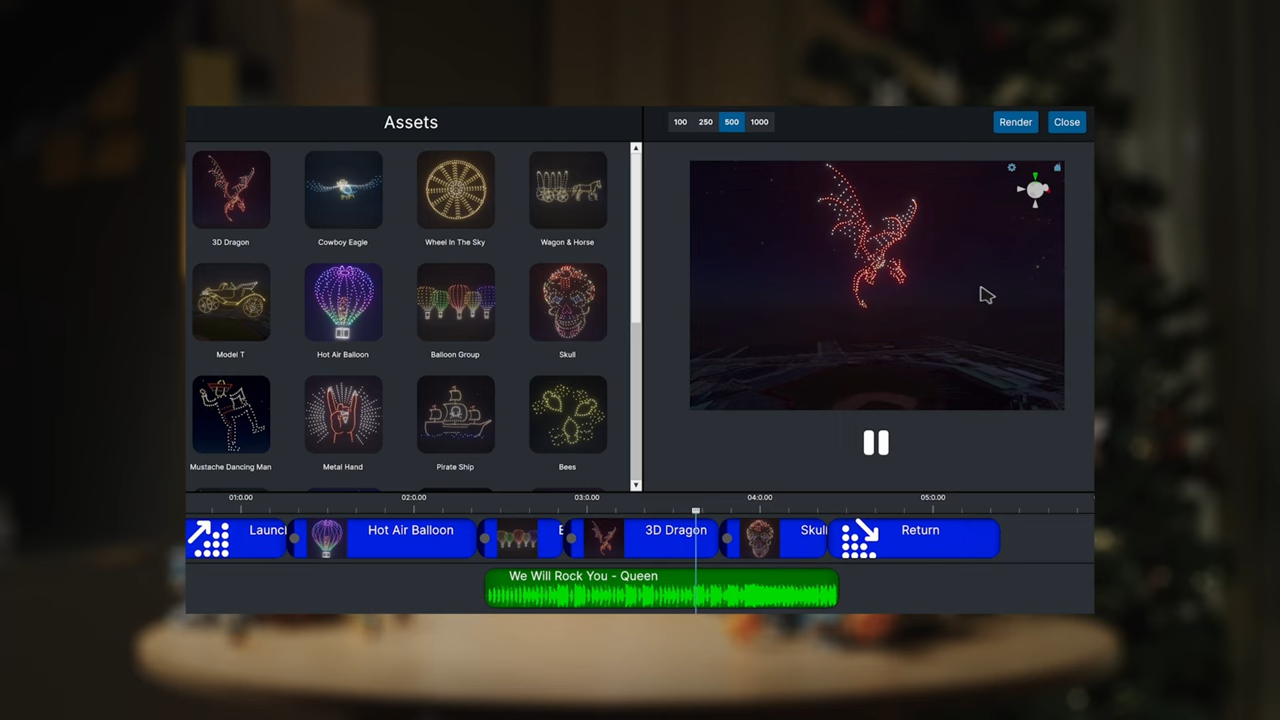 Assets
100 250 500 1000
Render Close
3D Dragon Cowboy Eagle Wheel In The Sky Wagon & Horse
Model T Hot Air Balloon Balloon Group Skull
Mustache Dancing Man Metal Hand Pirate Ship Bees
01:0.00 02:0.00 03:0.00 04:0.00 05:0.00
Launch Hot Air Balloon 3D Dragon Skull Return
We Will Rock You - Queen